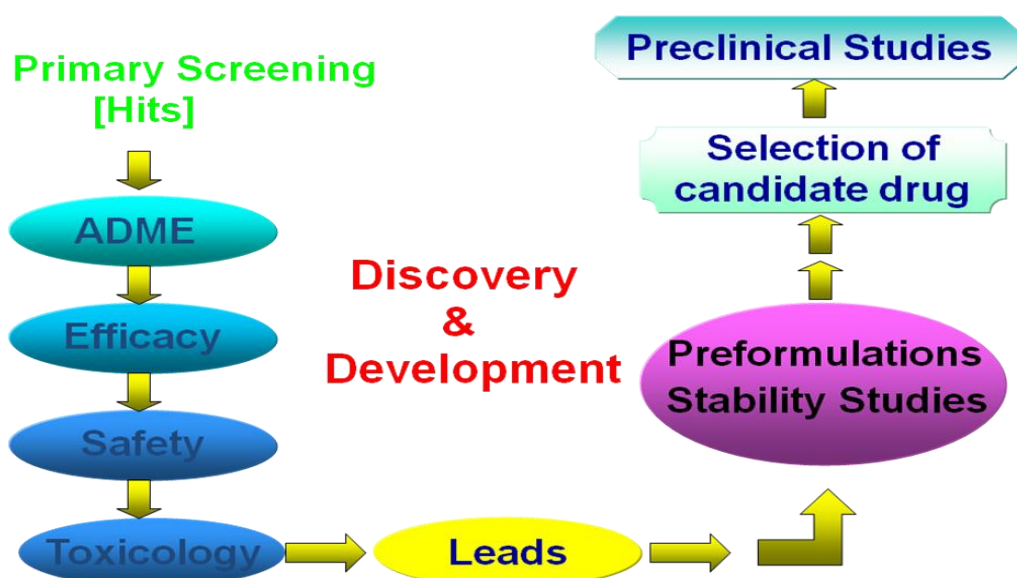 Primary Screening
[Hits]
ADME
Efficacy
Safety
Toxicology
Discovery
&
Development
Leads
Preformulations
Stability Studies
Selection of
candidate drug
Preclinical Studies